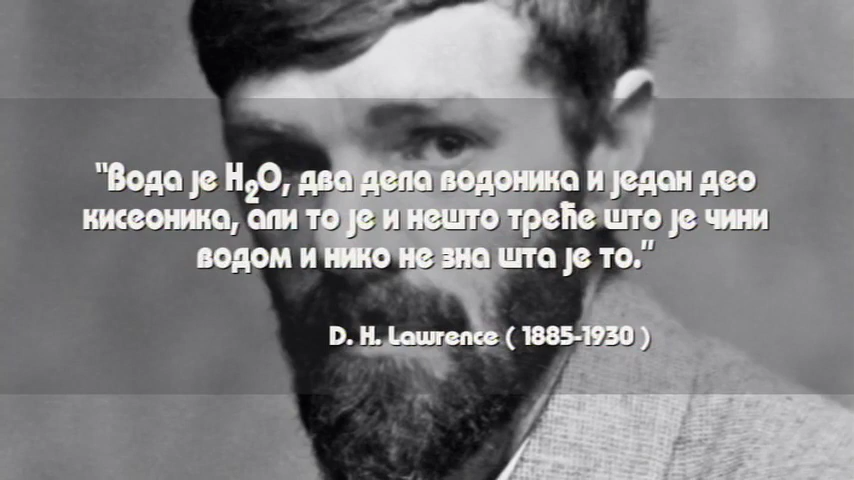 “Вода је H₂O, два дела водоника и један део
кисеоника, али то је и нешто треће што је чини
водом и нико не зна шта је то.”
D. H. Lawrence ( 1885-1930 )